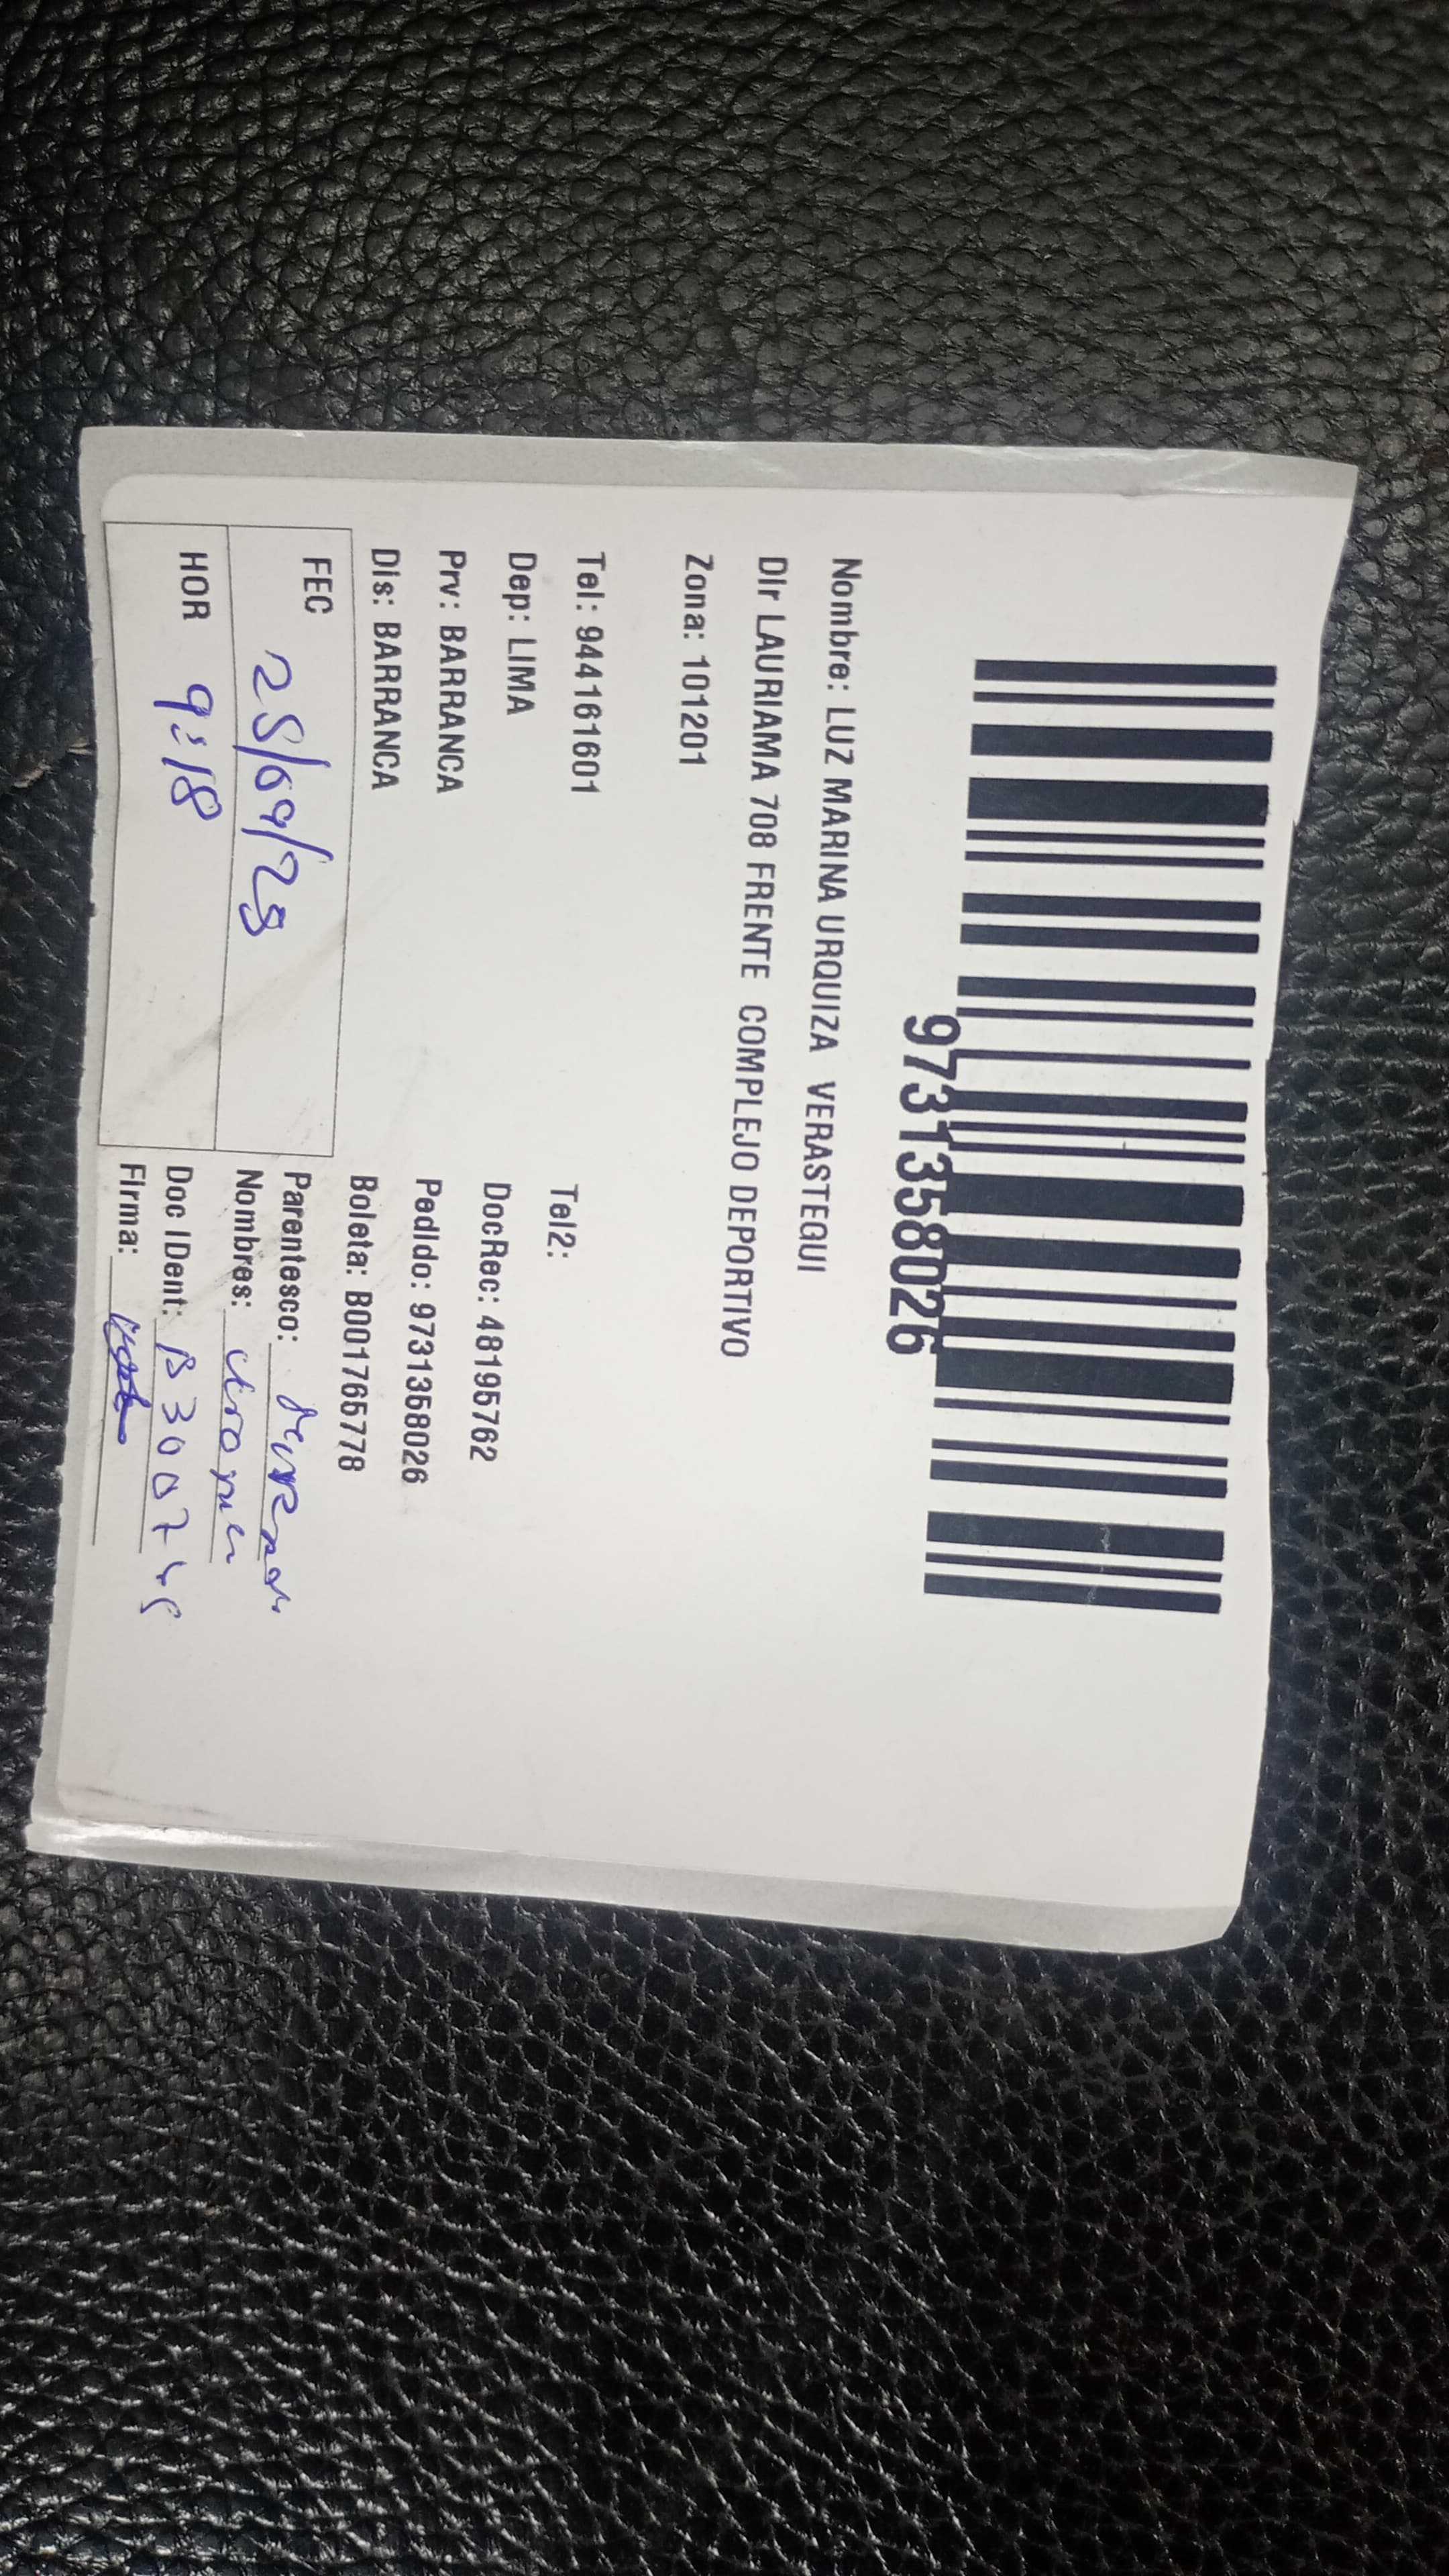 9731358026
Nombre: LUZ MARINA URQUIZA VERASTEGUI
DIr LAURIAMA 708 FRENTE COMPLEJO DEPORTIVO
Zona: 101201
Tel: 944161601 Tel2:
Dep: LIMA DocRec: 48195762
Prv: BARRANCA PedIdo: 9731358026
DIs: BARRANCA Boleta: B001765778
FEC 25/09/25 Parentesco:
Nombres:
HOR 9:18 Doc IDent:
FIrma: